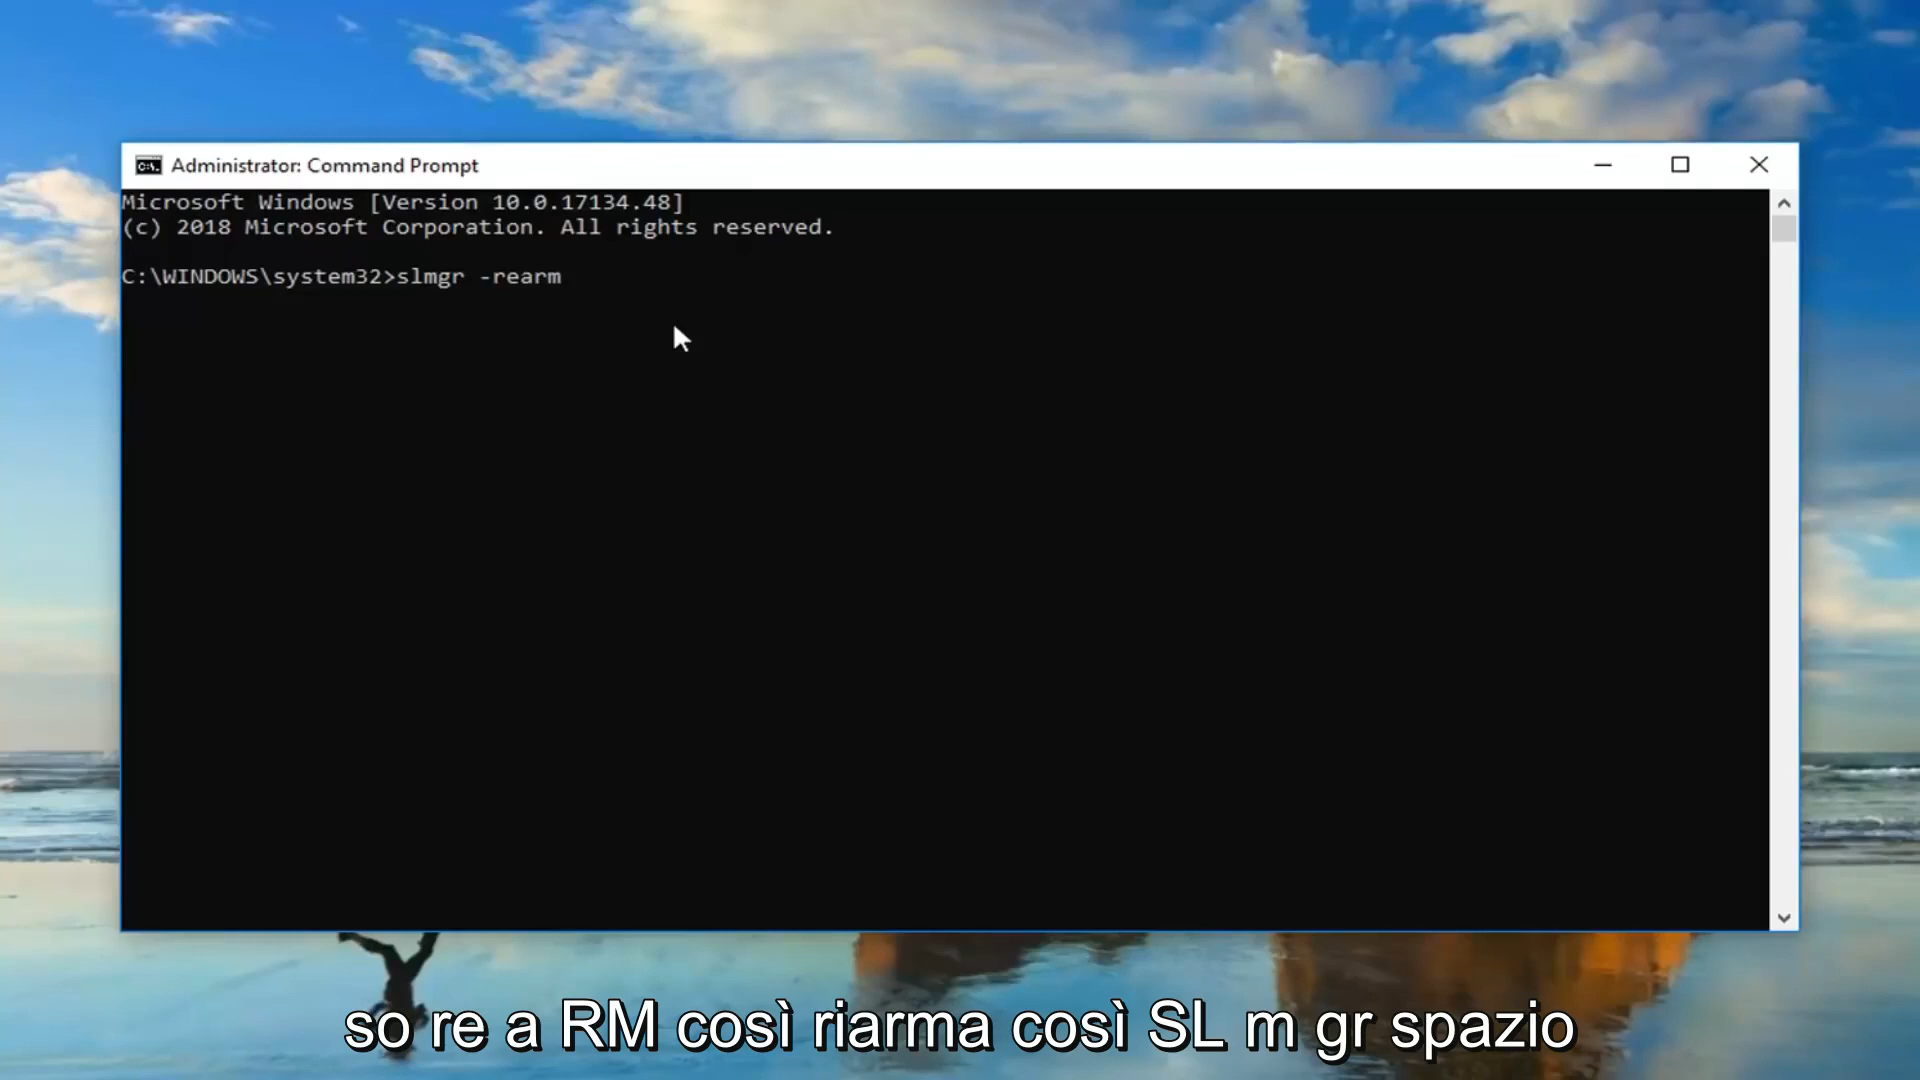 Administrator: Command Prompt
Microsoft Windows [Version 10.0.17134.48]
(c) 2018 Microsoft Corporation. All rights reserved.
C:\WINDOWS\system32>slmgr -rearm
so re a RM così riarma così SL m gr spazio